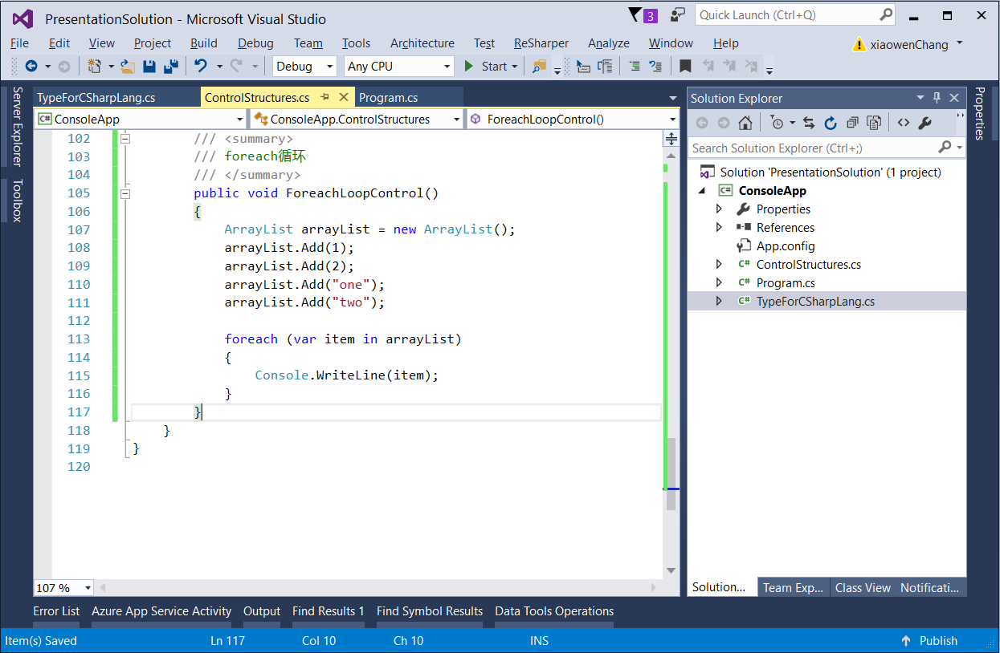 PresentationSolution - Microsoft Visual Studio
3
Quick Launch (Ctrl+Q)
File Edit View Project Build Debug Team Tools Architecture Test ReSharper Analyze Window Help
xiaowenChang
Debug Any CPU Start
Server Explorer
Toolbox
TypeForCSharpLang.cs ControlStructures.cs Program.cs
C# ConsoleApp ConsoleApp.ControlStructures ForeachLoopControl()
102 /// <summary>
103 /// foreach循环
104 /// </summary>
105 public void ForeachLoopControl()
106 {
107 ArrayList arrayList = new ArrayList();
108 arrayList.Add(1);
109 arrayList.Add(2);
110 arrayList.Add("one");
111 arrayList.Add("two");
112
113 foreach (var item in arrayList)
114 {
115 Console.WriteLine(item);
116 }
117 }
118 }
119 }
120
107 %
Solution Explorer
Search Solution Explorer (Ctrl+;)
Solution 'PresentationSolution' (1 project)
C# ConsoleApp
Properties
References
App.config
C# ControlStructures.cs
C# Program.cs
C# TypeForCSharpLang.cs
Solution... Team Exp... Class View Notificati...
Properties
Error List Azure App Service Activity Output Find Results 1 Find Symbol Results Data Tools Operations
Item(s) Saved Ln 117 Col 10 Ch 10 INS Publish